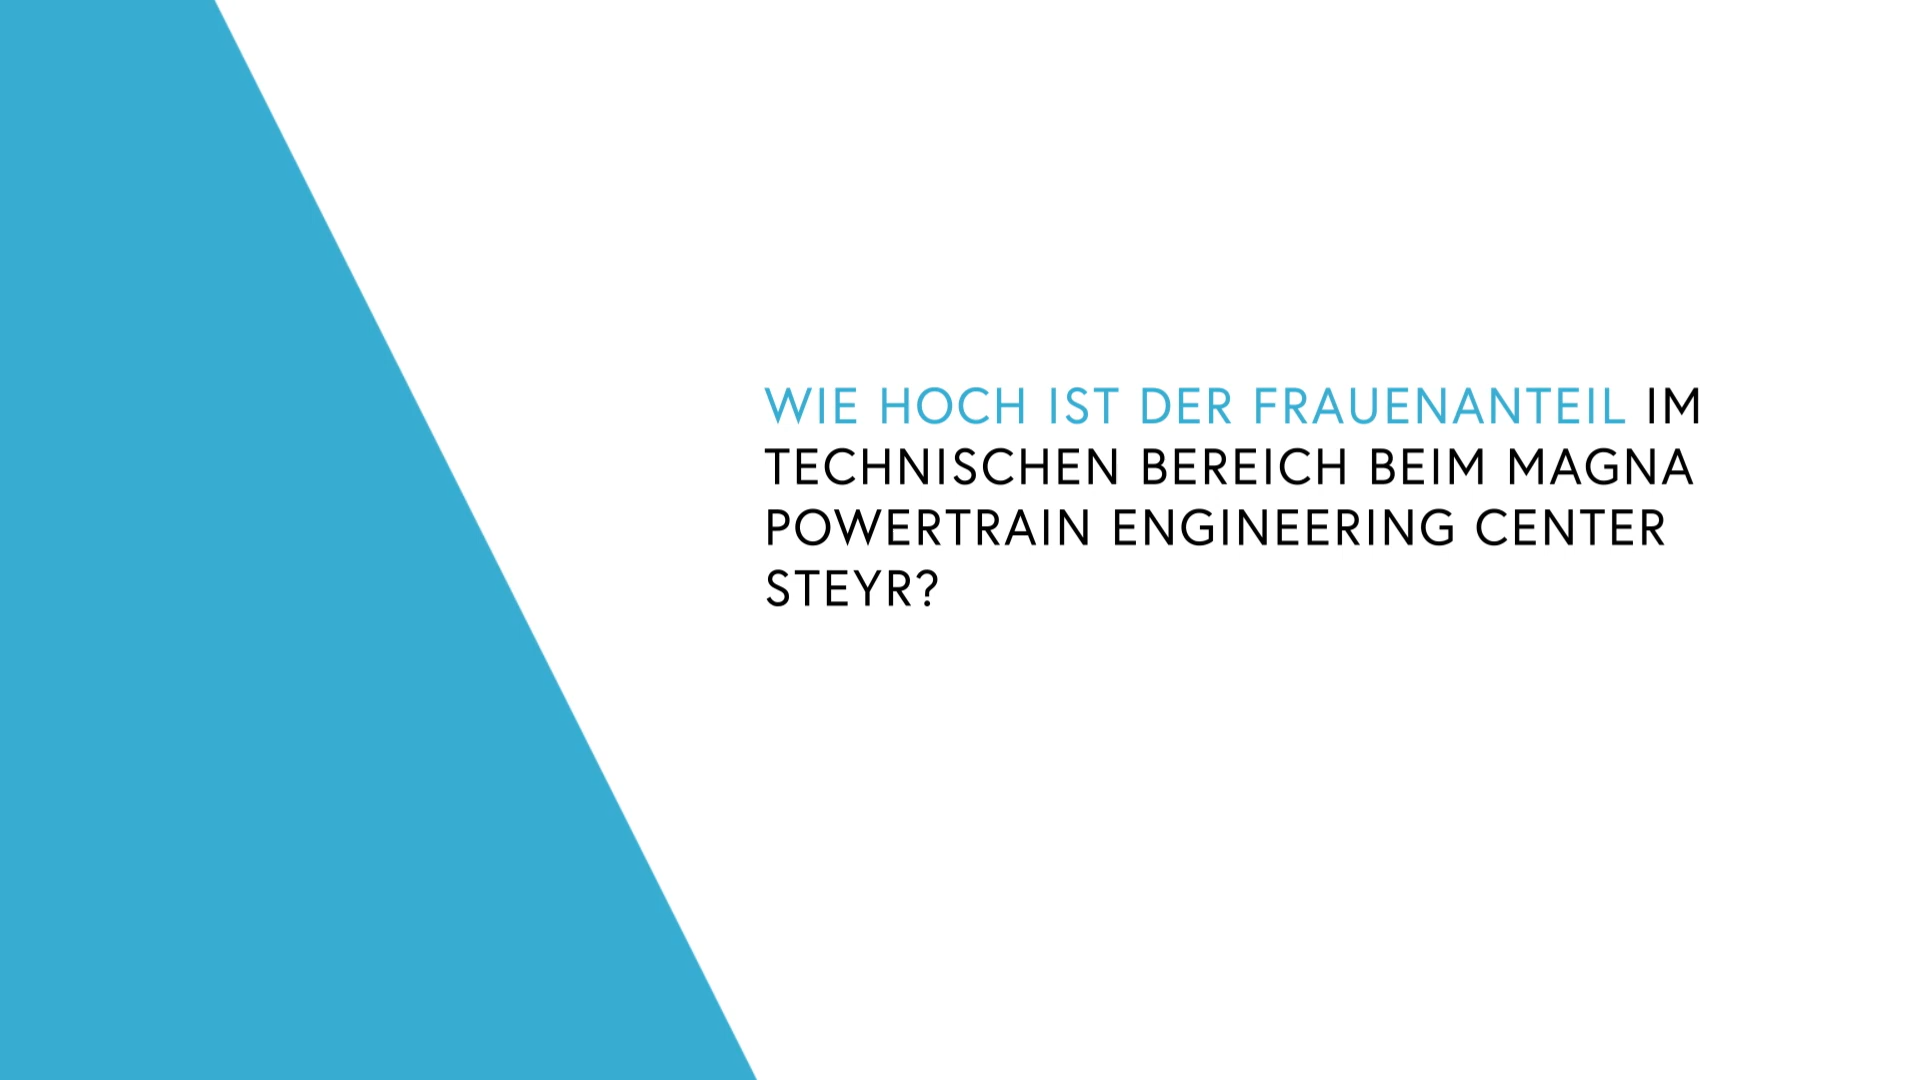 WIE HOCH IST DER FRAUENANTEIL IM
TECHNISCHEN BEREICH BEIM MAGNA
POWERTRAIN ENGINEERING CENTER
STEYR?